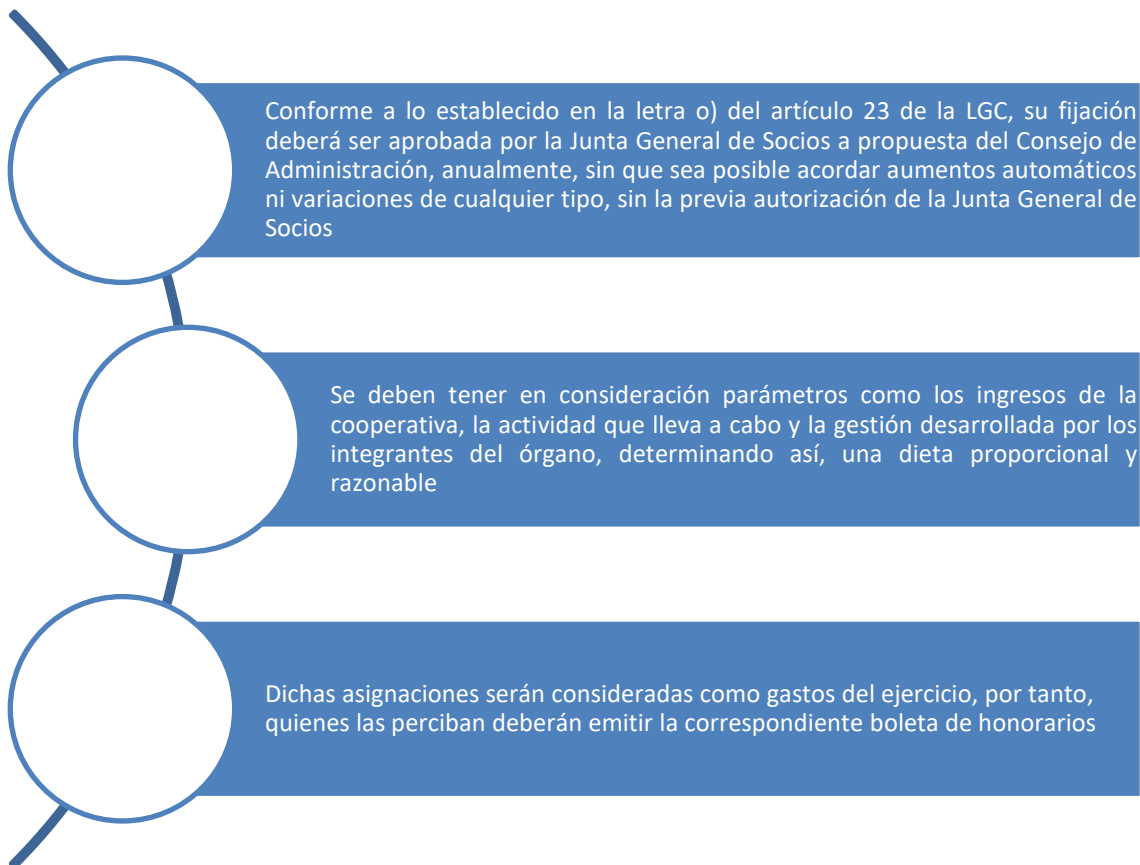 Conforme a lo establecido en la letra o) del artículo 23 de la LGC, su fijación
deberá ser aprobada por la Junta General de Socios a propuesta del Consejo de
Administración, anualmente, sin que sea posible acordar aumentos automáticos
ni variaciones de cualquier tipo, sin la previa autorización de la Junta General de
Socios
Se deben tener en consideración parámetros como los ingresos de la
cooperativa, la actividad que lleva a cabo y la gestión desarrollada por los
integrantes del órgano, determinando así, una dieta proporcional y
razonable
Dichas asignaciones serán consideradas como gastos del ejercicio, por tanto,
quienes las perciban deberán emitir la correspondiente boleta de honorarios